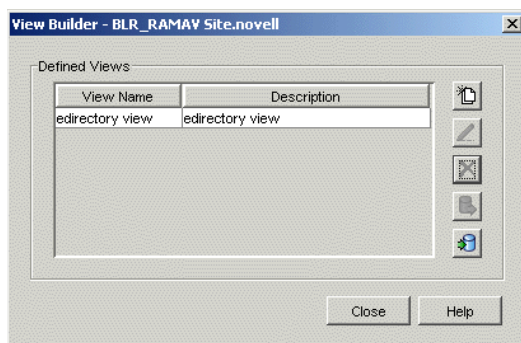 View Builder - BLR_RAMAV Site.novell
Defined Views
View Name Description
edirectory view edirectory view
Close Help